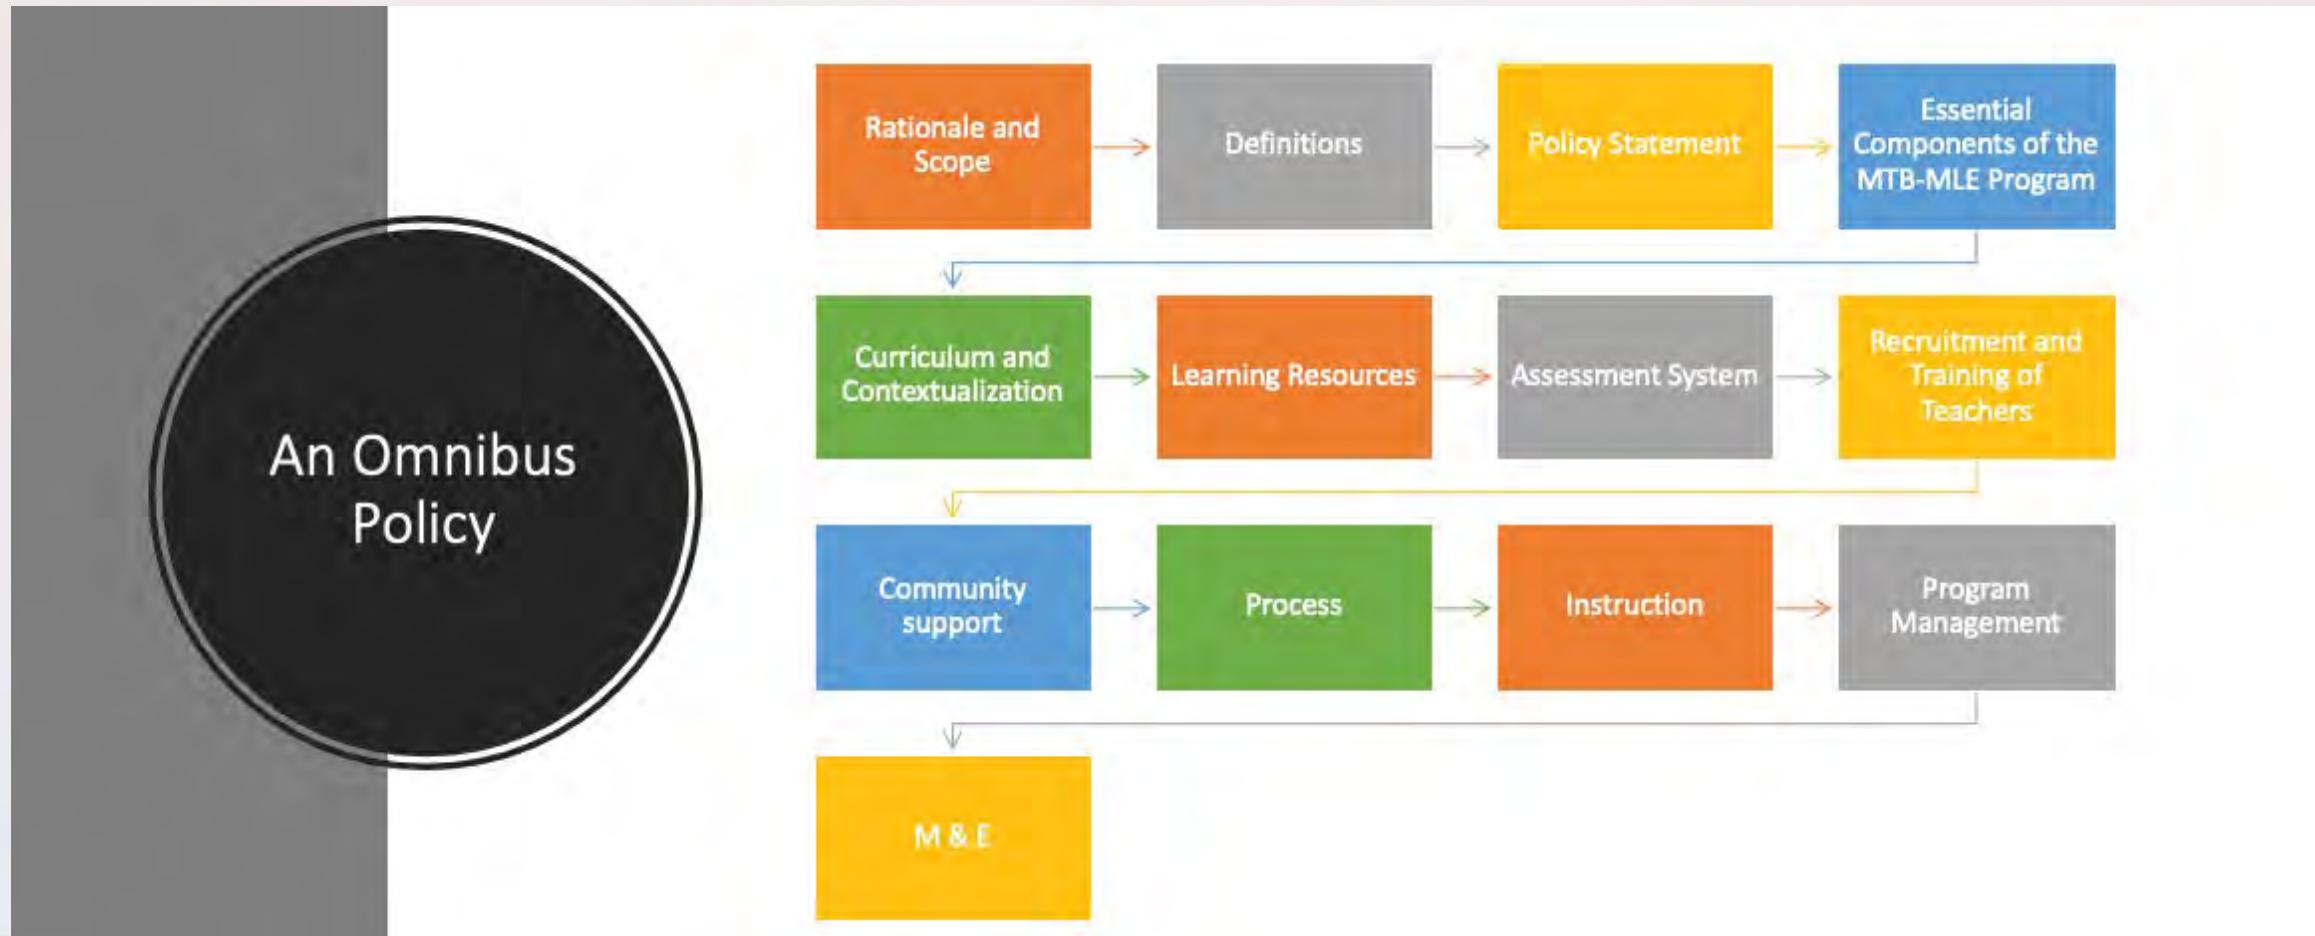 An Omnibus
Policy
Rationale and
Scope
Definitions
Policy Statement
Essential
Components of the
MTB-MLE Program
Curriculum and
Contextualization
Learning Resources
Assessment System
Recruitment and
Training of
Teachers
Community
support
Process
Instruction
Program
Management
M & E